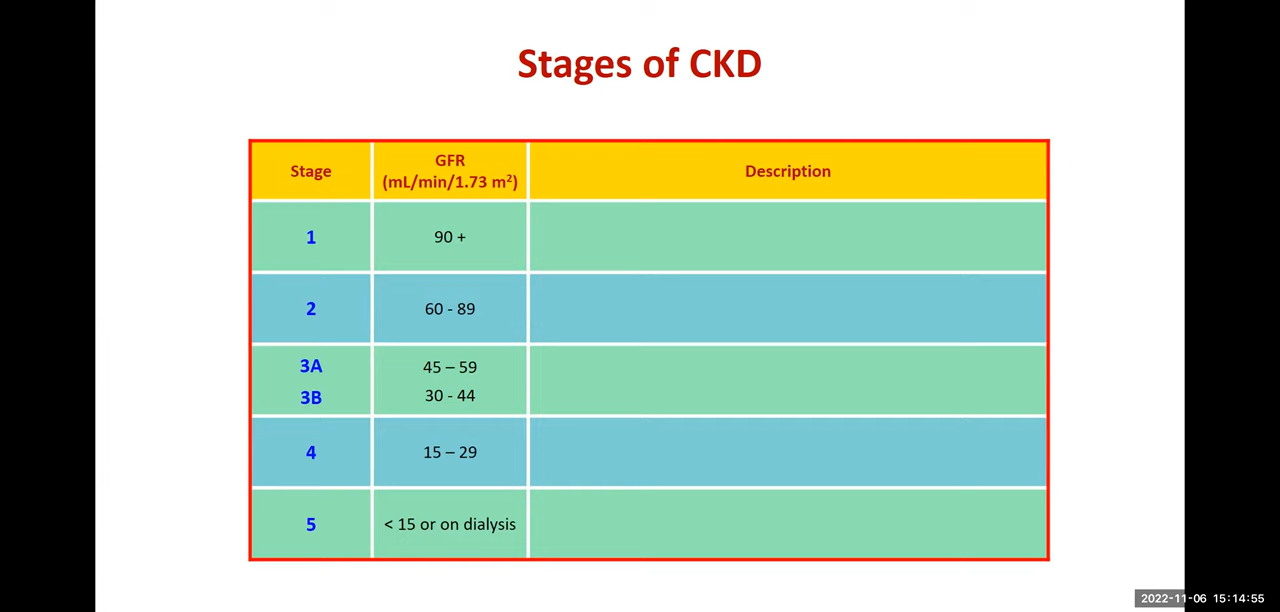 Stages of CKD
Stage
GFR
(mL/min/1.73 m²)
Description
1
90 +
2
60 - 89
3A
45 – 59
3B
30 - 44
4
15 – 29
5
< 15 or on dialysis
2022-11-06 15:14:55